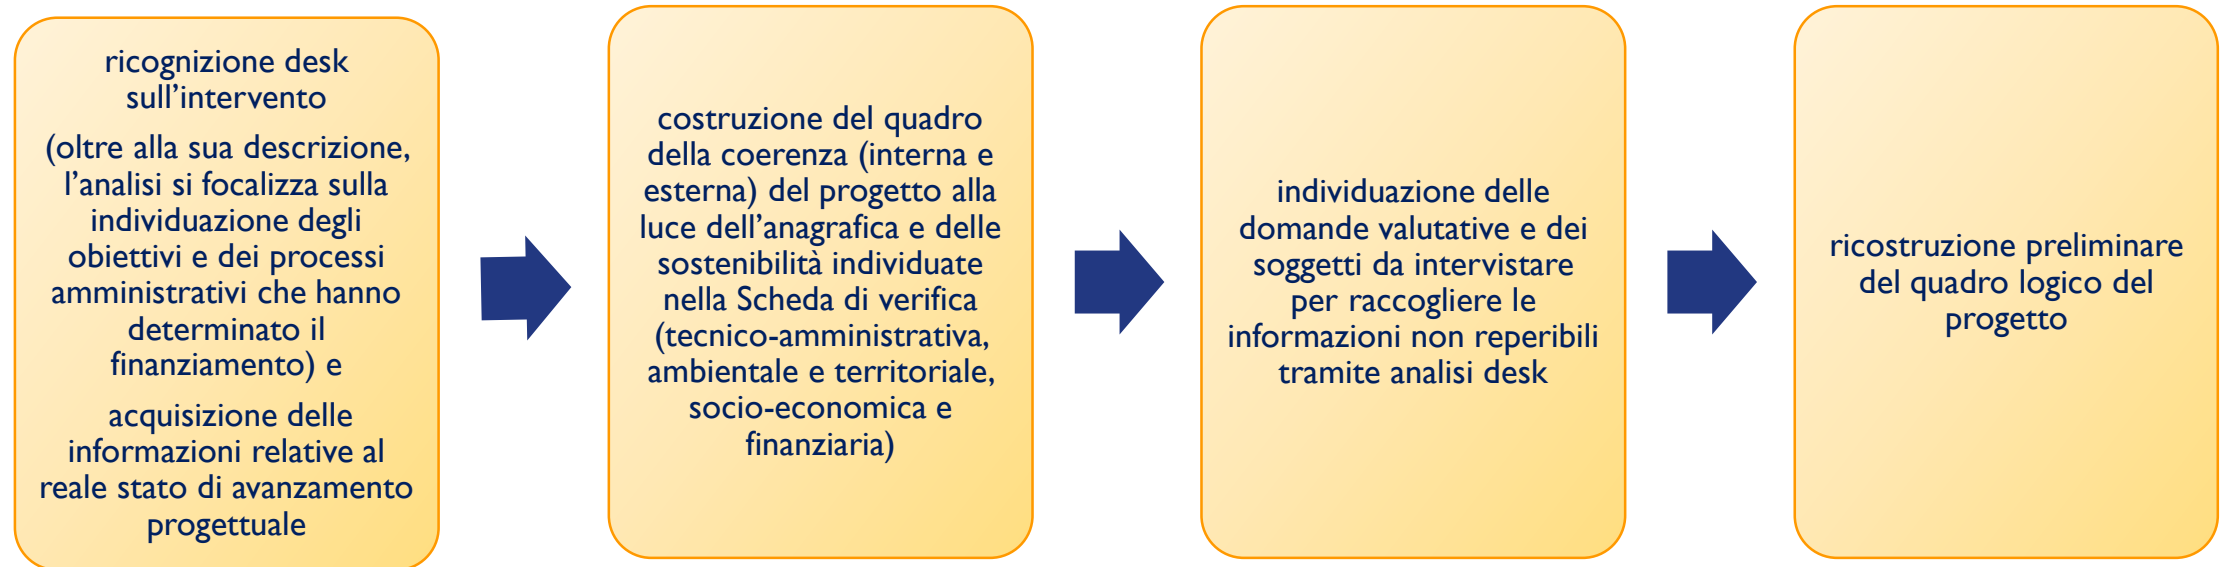 ricognizione desk
sull’intervento
(oltre alla sua descrizione,
l’analisi si focalizza sulla
individuazione degli
obiettivi e dei processi
amministrativi che hanno
determinato il
finanziamento) e
acquisizione delle
informazioni relative al
reale stato di avanzamento
progettuale
costruzione del quadro
della coerenza (interna e
esterna) del progetto alla
luce dell’anagrafica e delle
sostenibilità individuate
nella Scheda di verifica
(tecnico-amministrativa,
ambientale e territoriale,
socio-economica e
finanziaria)
individuazione delle
domande valutative e dei
soggetti da intervistare
per raccogliere le
informazioni non reperibili
tramite analisi desk
ricostruzione preliminare
del quadro logico del
progetto